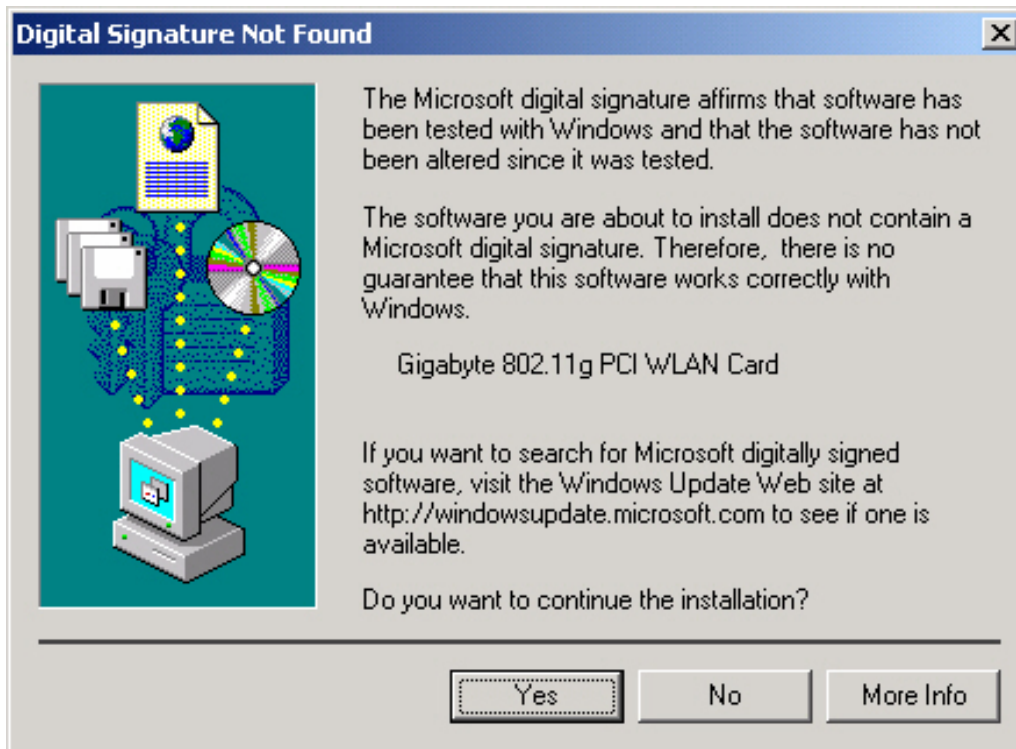 Digital Signature Not Found
The Microsoft digital signature affirms that software has
been tested with Windows and that the software has not
been altered since it was tested.
The software you are about to install does not contain a
Microsoft digital signature. Therefore,  there is no
guarantee that this software works correctly with
Windows.
Gigabyte 802.11g PCI WLAN Card
If you want to search for Microsoft digitally signed
software, visit the Windows Update Web site at
http://windowsupdate.microsoft.com to see if one is
available.
Do you want to continue the installation?
Yes No More Info